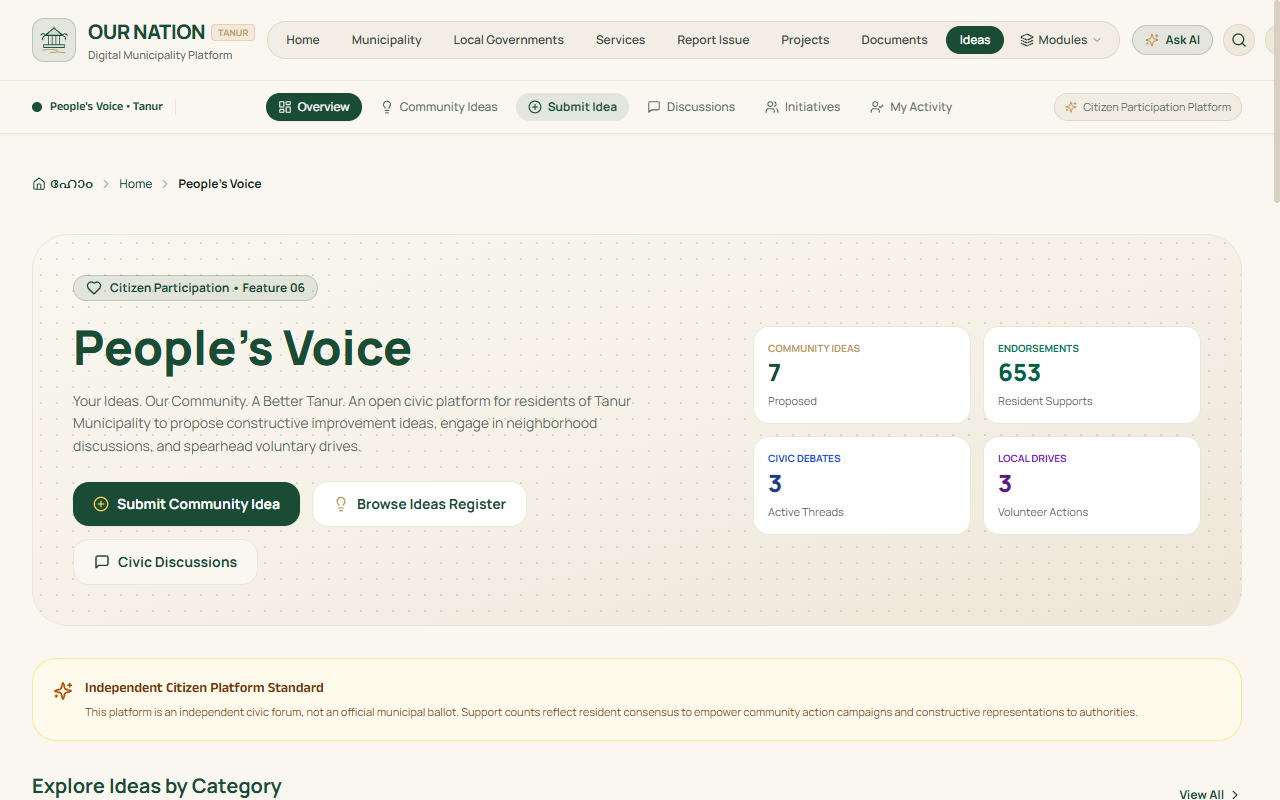 OUR NATION TANUR
Digital Municipality Platform
Home Municipality Local Governments Services Report Issue Projects Documents Ideas Modules Ask AI
People's Voice • Tanur Overview Community Ideas Submit Idea Discussions Initiatives My Activity Citizen Participation Platform
ഹോം Home People's Voice
Citizen Participation • Feature 06
People's Voice
Your Ideas. Our Community. A Better Tanur. An open civic platform for residents of Tanur
Municipality to propose constructive improvement ideas, engage in neighborhood
discussions, and spearhead voluntary drives.
Submit Community Idea Browse Ideas Register
Civic Discussions
COMMUNITY IDEAS
7
Proposed
ENDORSEMENTS
653
Resident Supports
CIVIC DEBATES
3
Active Threads
LOCAL DRIVES
3
Volunteer Actions
Independent Citizen Platform Standard
This platform is an independent civic forum, not an official municipal ballot. Support counts reflect resident consensus to empower community action campaigns and constructive representations to authorities.
Explore Ideas by Category
View All